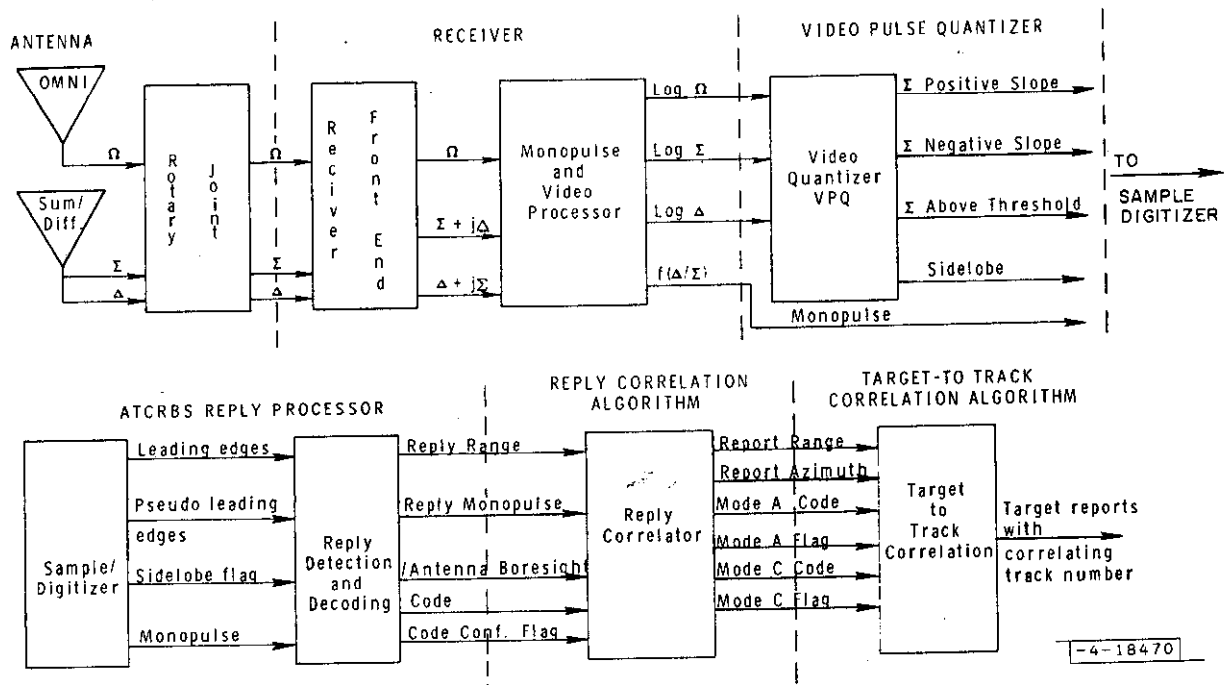 ANTENNA
RECEIVER
VIDEO PULSE QUANTIZER
OMNI
Ω
Sum/
Diff.
Σ
Δ
Rotary
Joint
Ω
Σ
Δ
Reciver
Front End
Ω
Σ + jΔ
Δ + jΣ
Monopulse
and
Video
Processor
Log Ω
Log Σ
Log Δ
f(Δ/Σ)
Video
Quantizer
VPQ
Σ Positive Slope
Σ Negative Slope
Σ Above Threshold
Sidelobe
Monopulse
TO
SAMPLE
DIGITIZER
ATCRBS REPLY PROCESSOR
REPLY CORRELATION
ALGORITHM
TARGET-TO TRACK
CORRELATION ALGORITHM
Sample/
Digitizer
Leading edges
Pseudo leading
edges
Sidelobe flag
Monopulse
Reply
Detection
and
Decoding
Reply Range
Reply Monopulse
/Antenna Boresight
Code
Code Conf. Flag
Reply
Correlator
Report Range
Report Azimuth
Mode A Code
Mode A Flag
Mode C Code
Mode C Flag
Target
to
Track
Correlation
Target reports
with
correlating
track number
-4-18470